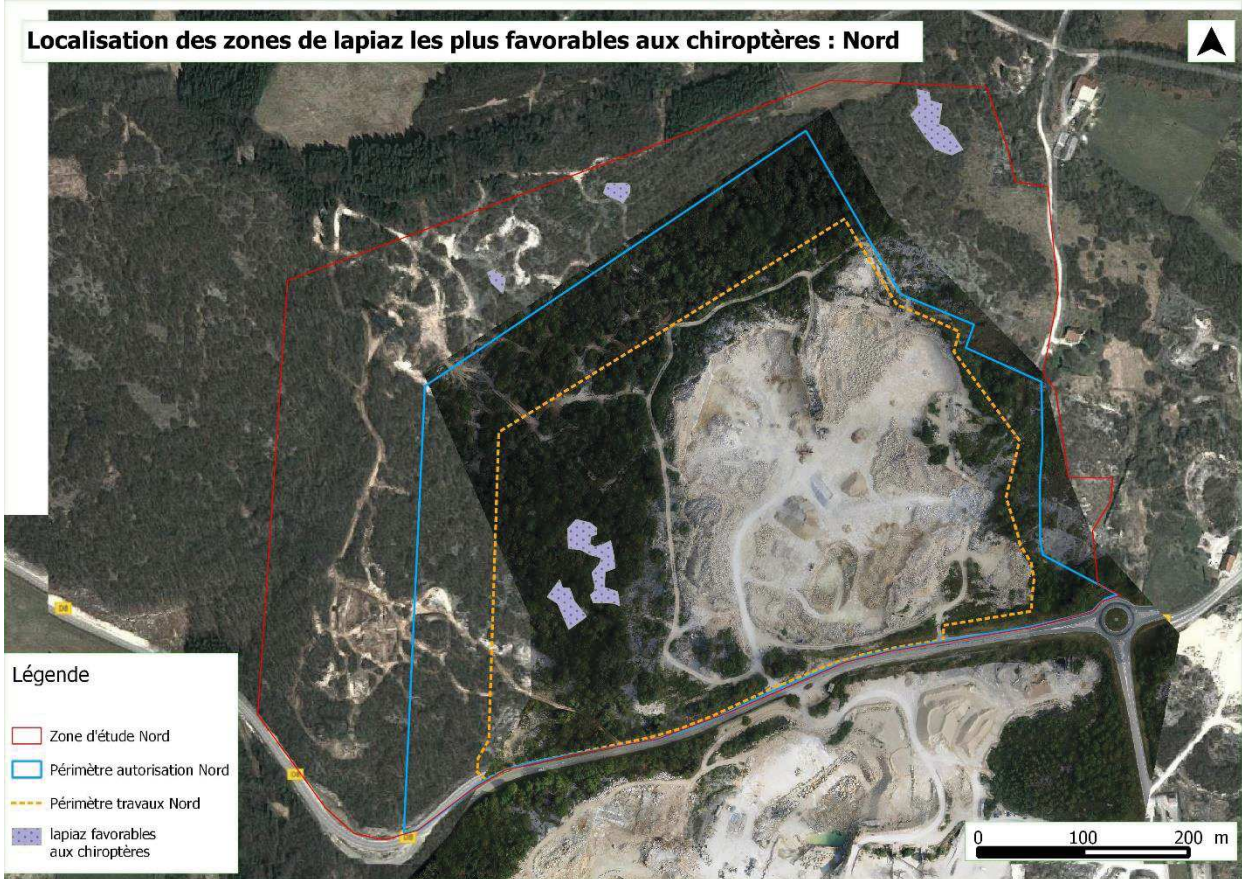 Localisation des zones de lapiaz les plus favorables aux chiroptères : Nord
D8
Légende
Zone d'étude Nord
Périmètre autorisation Nord
Périmètre travaux Nord
lapiaz favorables
aux chiroptères
0 100 200 m